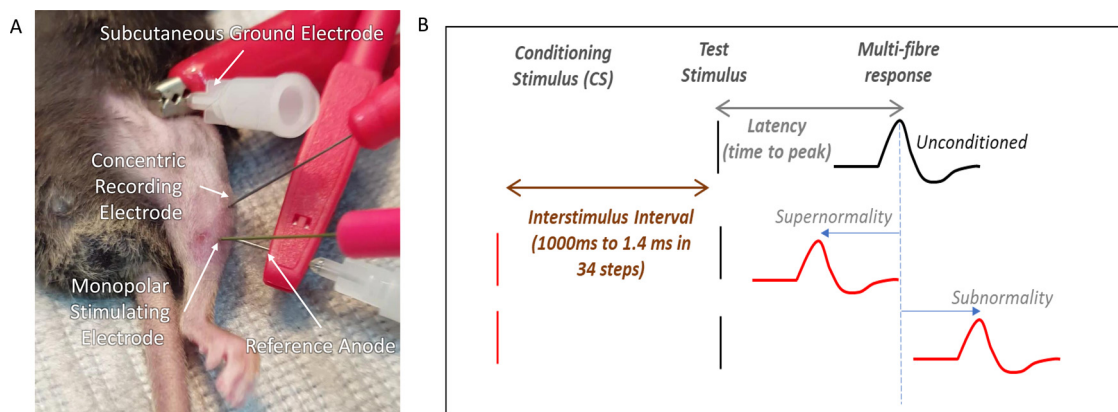 A
Subcutaneous Ground Electrode
Concentric
Recording
Electrode
Monopolar
Stimulating
Electrode
Reference Anode
B
Conditioning
Stimulus (CS)
Test
Stimulus
Multi-fibre
response
Latency
(time to peak)
Unconditioned
Interstimulus Interval
(1000ms to 1.4 ms in
34 steps)
Supernormality
Subnormality